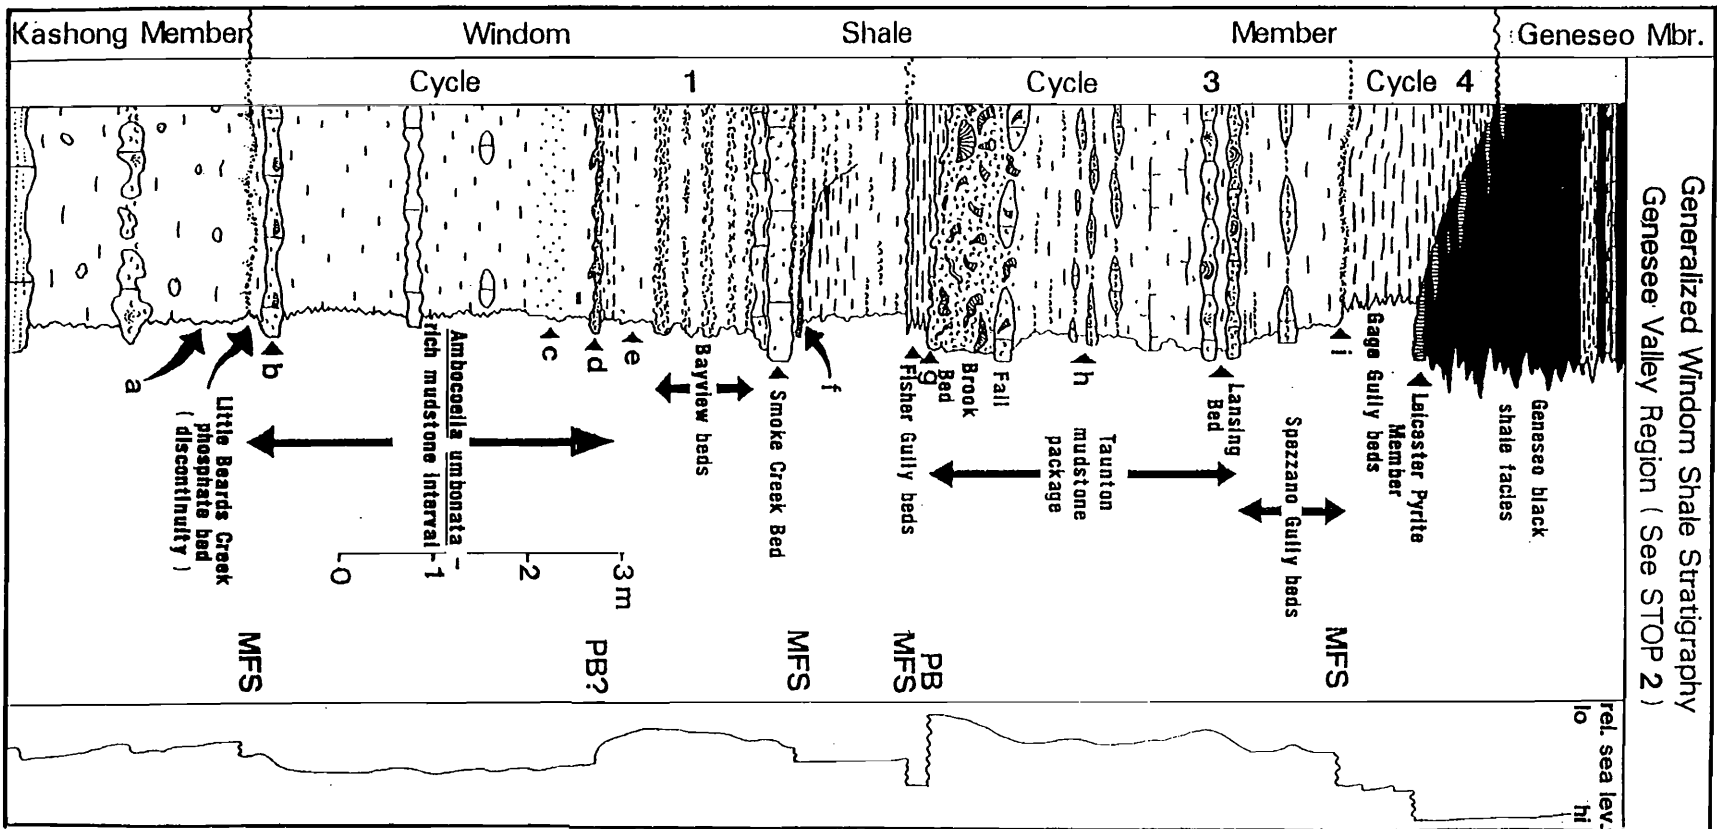 Generalized Windom Shale Stratigraphy
Genesee Valley Region ( See STOP 2 )
Kashong Member
Windom
Shale
Member
Geneseo Mbr.
Cycle 1
Cycle 3
Cycle 4
a
Little Beards Creek
phosphate bed
( discontinuity )
b
Ambocoelia umbonata -
rich mudstone interval
c
d
e
Bayview beds
Smoke Creek Bed
f
Fisher Gully beds
g
Fall
Brook
Bed
h
Taunton
mudstone
package
Lansing
Bed
Spezzano Gully beds
i
Gage Gully beds
Leicester Pyrite
Member
Geneseo black
shale facies
0
1
2
3 m
MFS
PB?
MFS
MFS
PB
MFS
rel. sea lev.
lo
hi